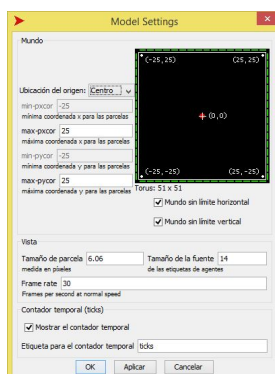 Model Settings
Mundo
(-25,25) (25,25)
Ubicación del origen: Centro
(0,0)
min-pxcor -25
mínima coordenada x para las parcelas
max-pxcor 25
máxima coordenada x para las parcelas
min-pycor -25
mínima coordenada y para las parcelas
(-25,-25) (25,-25)
max-pycor 25
máxima coordenada y para las parcelas
Torus: 51 x 51
Mundo sin límite horizontal
Mundo sin límite vertical
Vista
Tamaño de parcela 6.06 Tamaño de la fuente 14
medida en píxeles de las etiquetas de agentes
Frame rate 30
Frames per second at normal speed
Contador temporal (ticks)
Mostrar el contador temporal
Etiqueta para el contador temporal ticks
OK Aplicar Cancelar